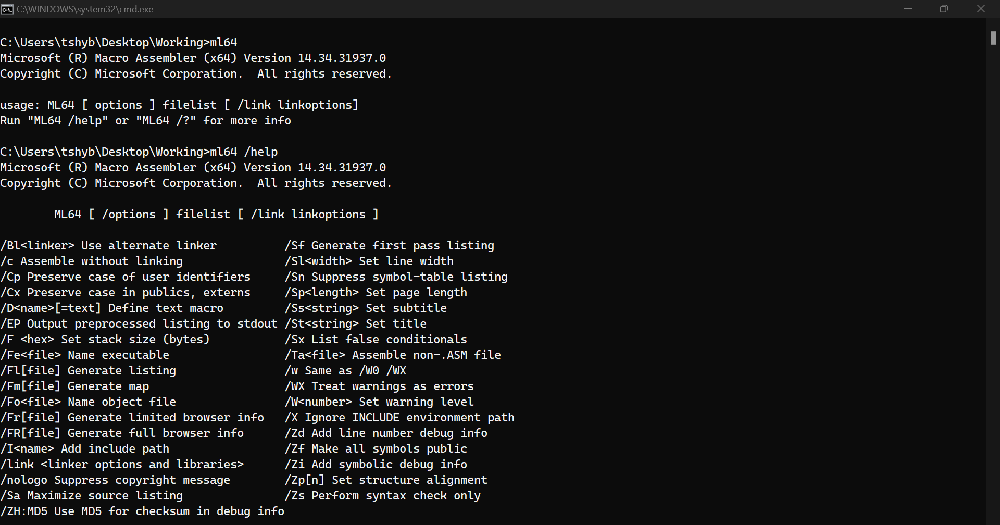 C:\WINDOWS\system32\cmd.exe
C:\Users\tshyb\Desktop\Working>ml64
Microsoft (R) Macro Assembler (x64) Version 14.34.31937.0
Copyright (C) Microsoft Corporation.  All rights reserved.
usage: ML64 [ options ] filelist [ /link linkoptions]
Run "ML64 /help" or "ML64 /?" for more info
C:\Users\tshyb\Desktop\Working>ml64 /help
Microsoft (R) Macro Assembler (x64) Version 14.34.31937.0
Copyright (C) Microsoft Corporation.  All rights reserved.
        ML64 [ /options ] filelist [ /link linkoptions ]
/Bl<linker> Use alternate linker          /Sf Generate first pass listing
/c Assemble without linking               /Sl<width> Set line width
/Cp Preserve case of user identifiers     /Sn Suppress symbol-table listing
/Cx Preserve case in publics, externs     /Sp<length> Set page length
/D<name>[=text] Define text macro         /Ss<string> Set subtitle
/EP Output preprocessed listing to stdout /St<string> Set title
/F <hex> Set stack size (bytes)           /Sx List false conditionals
/Fe<file> Name executable                 /Ta<file> Assemble non-.ASM file
/Fl[file] Generate listing                /w Same as /W0 /WX
/Fm[file] Generate map                    /WX Treat warnings as errors
/Fo<file> Name object file                /W<number> Set warning level
/Fr[file] Generate limited browser info   /X Ignore INCLUDE environment path
/FR[file] Generate full browser info      /Zd Add line number debug info
/I<name> Add include path                 /Zf Make all symbols public
/link <linker options and libraries>      /Zi Add symbolic debug info
/nologo Suppress copyright message        /Zp[n] Set structure alignment
/Sa Maximize source listing               /Zs Perform syntax check only
/ZH:MD5 Use MD5 for checksum in debug info